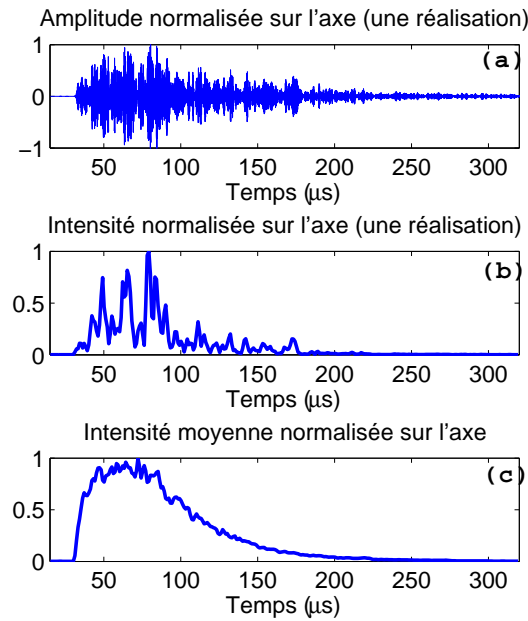 Amplitude normalisée sur l'axe (une réalisation)
1
(a)
0
−1
50 100 150 200 250 300
Temps (μs)
Intensité normalisée sur l'axe (une réalisation)
1
(b)
0.5
0
50 100 150 200 250 300
Temps (μs)
Intensité moyenne normalisée sur l'axe
1
(c)
0.5
0
50 100 150 200 250 300
Temps (μs)